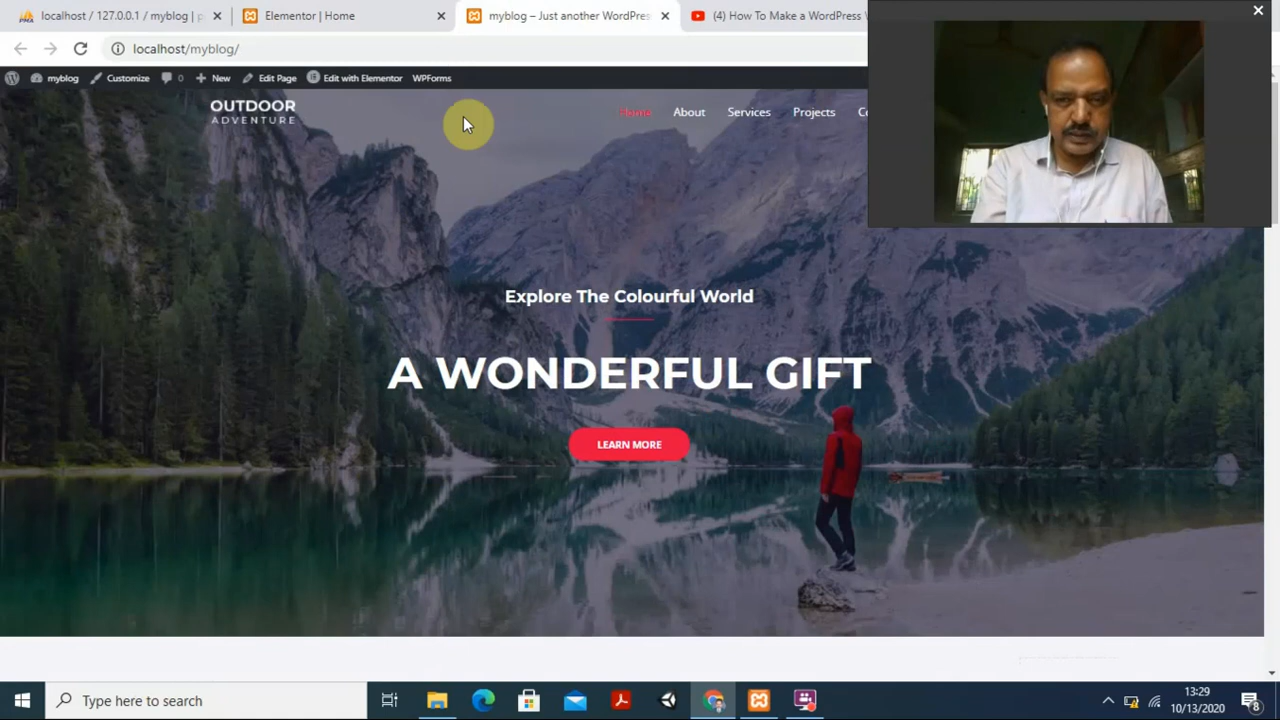 localhost / 127.0.0.1 / myblog | p
Elementor | Home
myblog – Just another WordPres
(4) How To Make a WordPress
localhost/myblog/
myblog
Customize
0
New
Edit Page
Edit with Elementor
WPForms
OUTDOOR
ADVENTURE
Home
About
Services
Projects
Explore The Colourful World
A WONDERFUL GIFT
LEARN MORE
Type here to search
13:29
10/13/2020
8